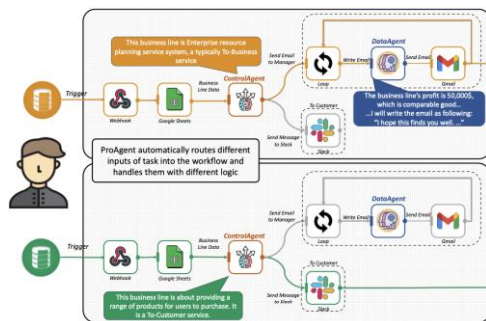 This business line is Enterprise resource
planning service system, a typically To-Business
service
Trigger
Webhook
Google Sheets
Business
Line Data
ControlAgent
Send Email
to Manager
Loop
Write Email
DataAgent
Send Email
Gmail
The business line's profit is 50,000$,
which is comparable good...
...I will write the email as following:
"I hope this finds you well. ..."
Send Message
to Slack
To Customer
Slack
ProAgent automatically routes different
inputs of task into the workflow and
handles them with different logic
Trigger
Webhook
Google Sheets
Business
Line Data
ControlAgent
Send Email
to Manager
Loop
Write Email
DataAgent
Send Email
Gmail
Send Message
to Slack
To Customer
Slack
This business line is about providing a
range of products for users to purchase. It
is a To-Customer service.